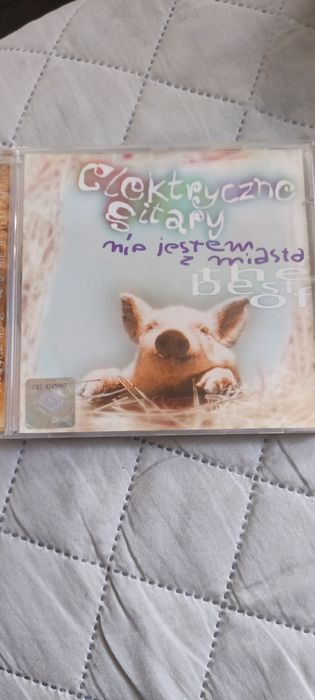 elektryczne
gitary
nie jestem
z miasta
the
best
of